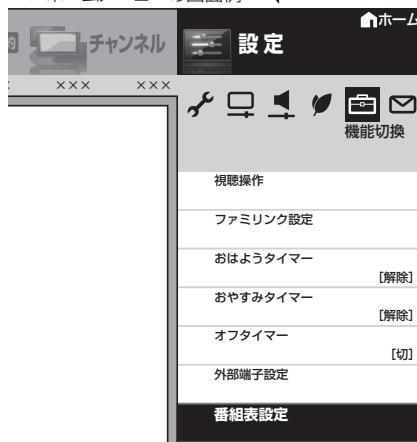 チャンネル
設定
ホーム
××× ×××
機能切換
視聴操作
ファミリンク設定
おはようタイマー
[解除]
おやすみタイマー
[解除]
オフタイマー
[切]
外部端子設定
番組表設定